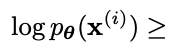 log p_θ(x^(i)) ≥